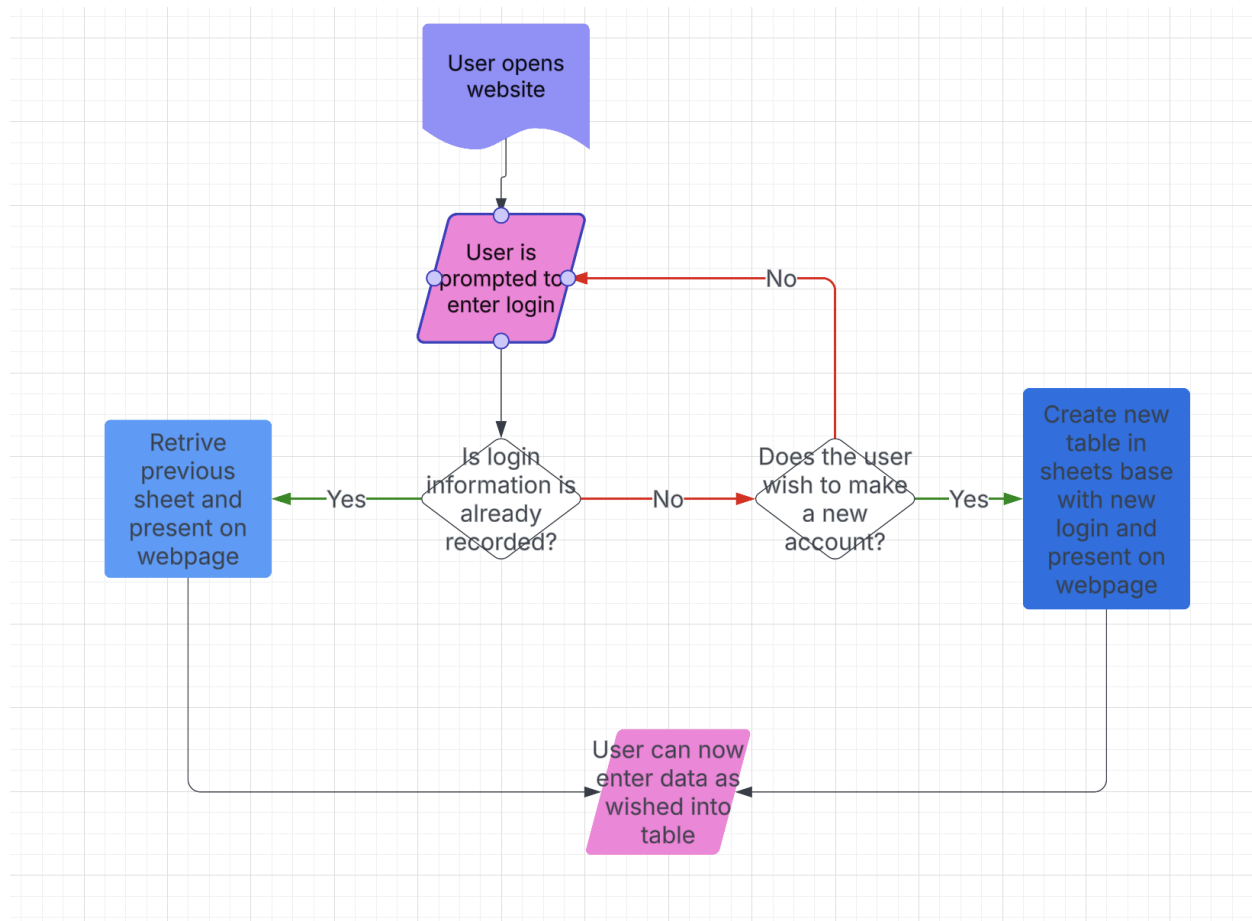 User opens
website
User is
prompted to
enter login
No
Retrive
previous
sheet and
present on
webpage
Yes
Is login
information is
already
recorded?
No
Does the user
wish to make
a new
account?
Yes
Create new
table in
sheets base
with new
login and
present on
webpage
User can now
enter data as
wished into
table